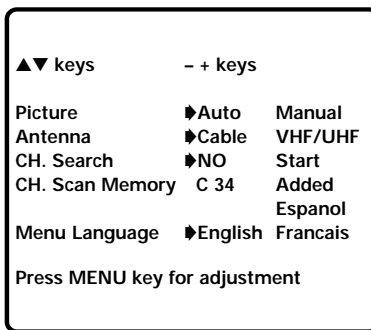 ▲▼ keys – + keys
Picture ➧Auto Manual
Antenna ➧Cable VHF/UHF
CH. Search ➧NO Start
CH. Scan Memory C 34 Added
Espanol
Menu Language ➧English Francais
Press MENU key for adjustment